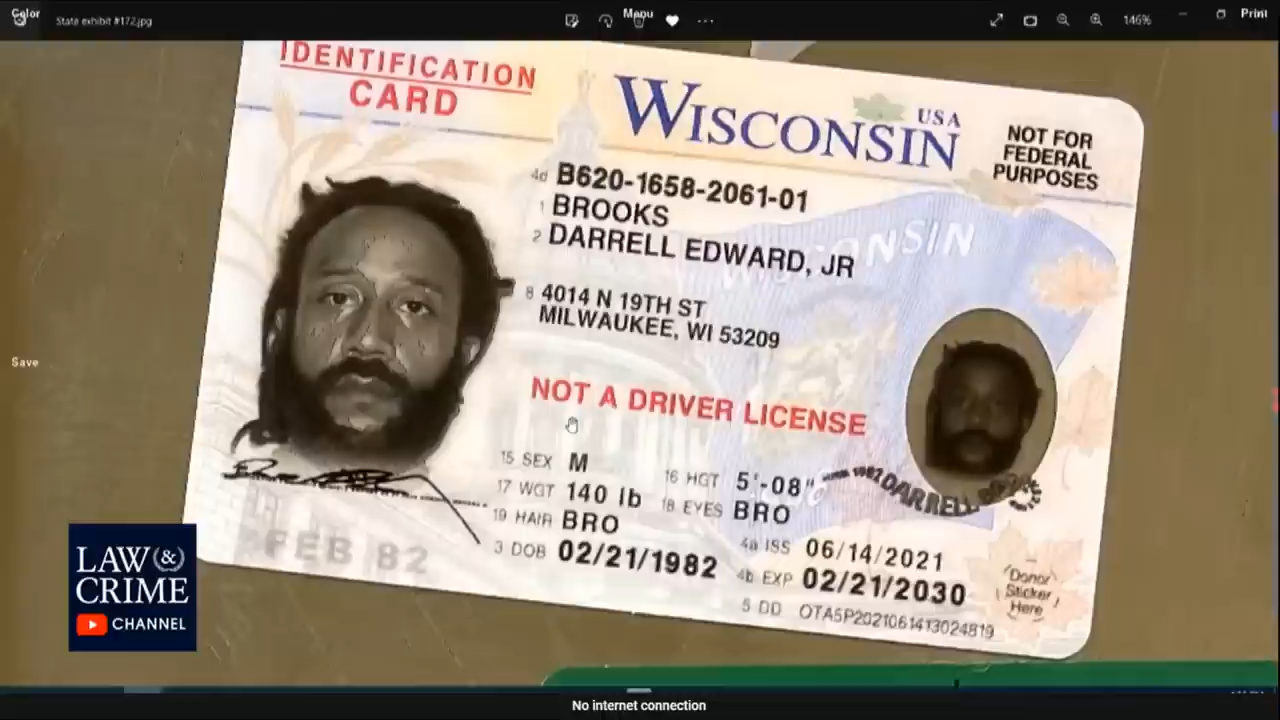 Color
State exhibit #172.jpg
Menu
146%
Print
IDENTIFICATION
CARD
WISCONSIN
USA
NOT FOR
FEDERAL
PURPOSES
4d B620-1658-2061-01
1 BROOKS
2 DARRELL EDWARD, JR
8 4014 N 19TH ST
MILWAUKEE, WI 53209
WISCONSIN
Save
NOT A DRIVER LICENSE
15 SEX M
16 HGT 5'-08"
17 WGT 140 lb
18 EYES BRO
19 HAIR BRO
3 DOB 02/21/1982
4a ISS 06/14/2021
4b EXP 02/21/2030
5 DD OTA5P2021061413024819
FEB 82
DARRELL
Donor
Sticker
Here
LAW &
CRIME
CHANNEL
No internet connection